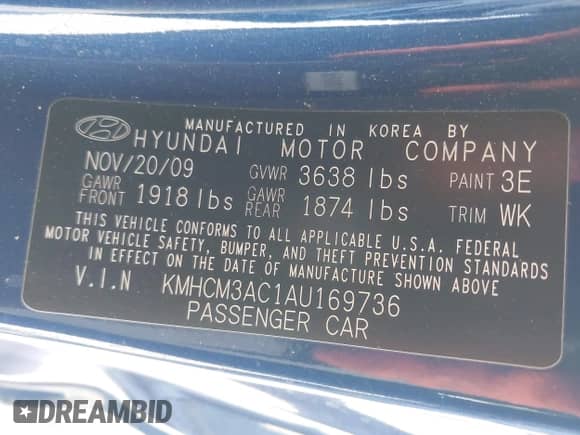 MANUFACTURED IN KOREA BY
HYUNDAI MOTOR COMPANY
NOV/20/09 GVWR 3638 lbs PAINT 3E
GAWR FRONT 1918 lbs GAWR REAR 1874 lbs TRIM WK
THIS VEHICLE CONFORMS TO ALL APPLICABLE U.S.A. FEDERAL
MOTOR VEHICLE SAFETY, BUMPER, AND THEFT PREVENTION STANDARDS
IN EFFECT ON THE DATE OF MANUFACTURE SHOWN ABOVE
V.I.N KMHCM3AC1AU169736
PASSENGER CAR
DREAMBID